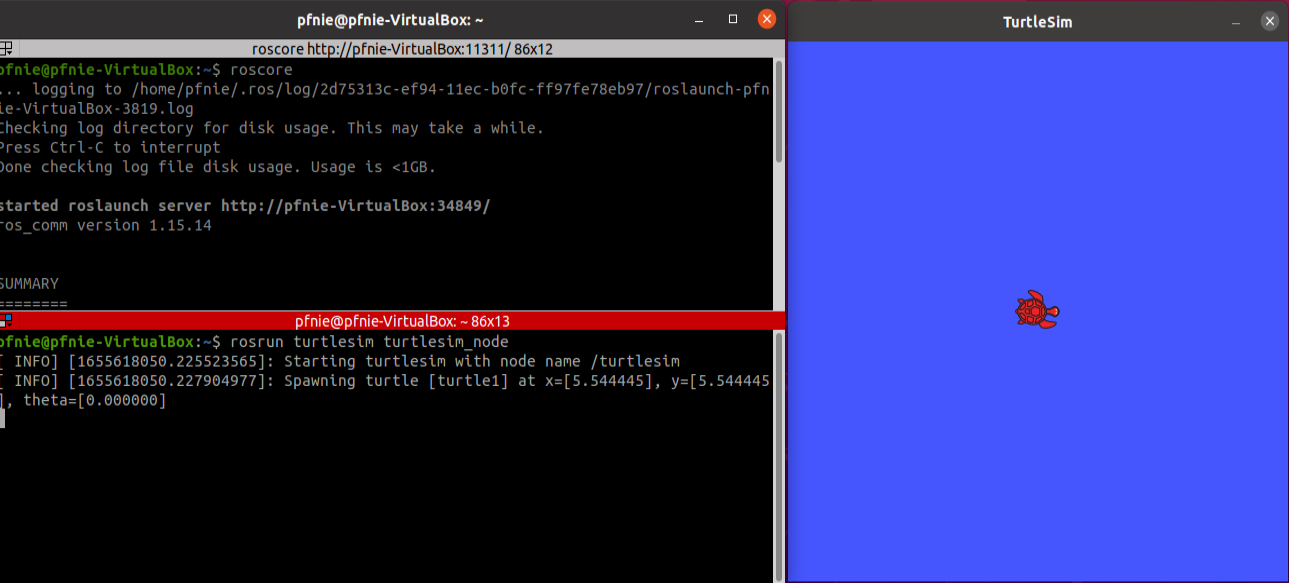 pfnie@pfnie-VirtualBox: ~
TurtleSim
roscore http://pfnie-VirtualBox:11311/ 86x12
pfnie@pfnie-VirtualBox:~$ roscore
... logging to /home/pfnie/.ros/log/2d75313c-ef94-11ec-b0fc-ff97fe78eb97/roslaunch-pfn
ie-VirtualBox-3819.log
Checking log directory for disk usage. This may take a while.
Press Ctrl-C to interrupt
Done checking log file disk usage. Usage is <1GB.
started roslaunch server http://pfnie-VirtualBox:34849/
ros_comm version 1.15.14
SUMMARY
========
pfnie@pfnie-VirtualBox: ~ 86x13
pfnie@pfnie-VirtualBox:~$ rosrun turtlesim turtlesim_node
[ INFO] [1655618050.225523565]: Starting turtlesim with node name /turtlesim
[ INFO] [1655618050.227904977]: Spawning turtle [turtle1] at x=[5.544445], y=[5.544445
], theta=[0.000000]